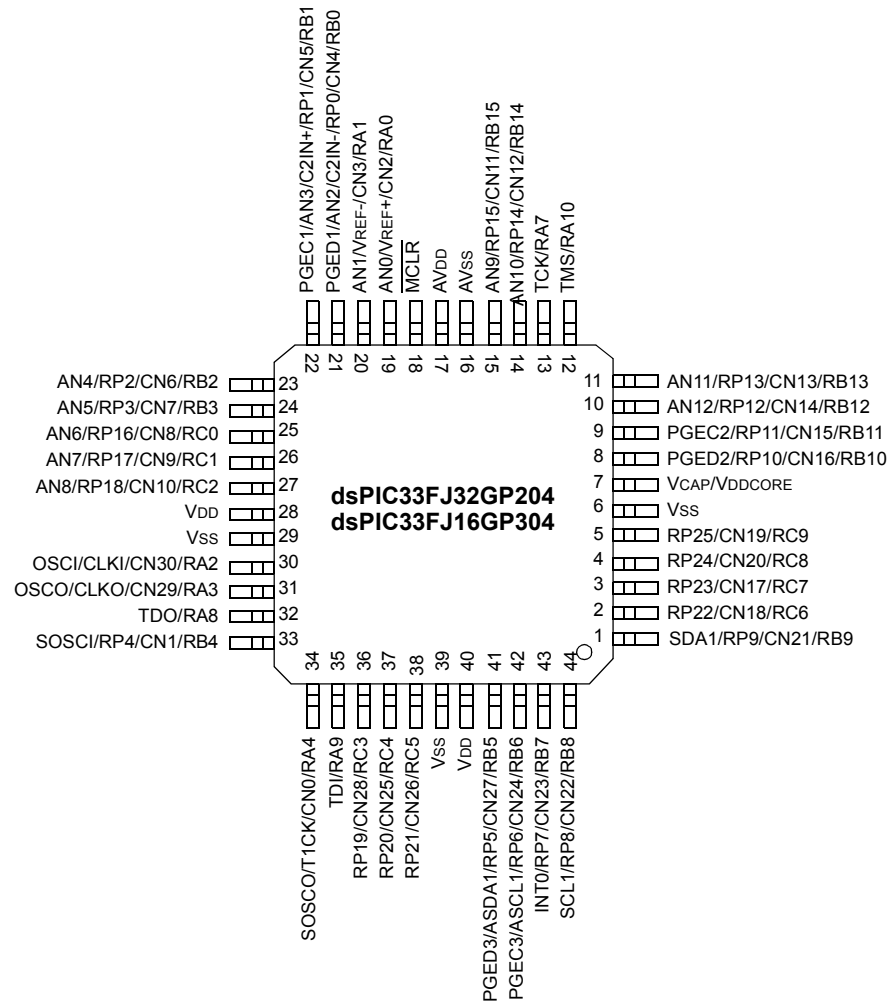 PGEC1/AN3/C2IN+/RP1/CN5/RB1
PGED1/AN2/C2IN-/RP0/CN4/RB0
AN1/VREF-/CN3/RA1
AN0/VREF+/CN2/RA0
MCLR
AVDD
AVSS
AN9/RP15/CN11/RB15
AN10/RP14/CN12/RB14
TCK/RA7
TMS/RA10
22
21
20
19
18
17
16
15
14
13
12
AN4/RP2/CN6/RB2 23
AN5/RP3/CN7/RB3 24
AN6/RP16/CN8/RC0 25
AN7/RP17/CN9/RC1 26
AN8/RP18/CN10/RC2 27
VDD 28
VSS 29
OSCI/CLKI/CN30/RA2 30
OSCO/CLKO/CN29/RA3 31
TDO/RA8 32
SOSCI/RP4/CN1/RB4 33
dsPIC33FJ32GP204
dsPIC33FJ16GP304
11 AN11/RP13/CN13/RB13
10 AN12/RP12/CN14/RB12
9 PGEC2/RP11/CN15/RB11
8 PGED2/RP10/CN16/RB10
7 VCAP/VDDCORE
6 VSS
5 RP25/CN19/RC9
4 RP24/CN20/RC8
3 RP23/CN17/RC7
2 RP22/CN18/RC6
1 SDA1/RP9/CN21/RB9
34
35
36
37
38
39
40
41
42
43
44
SOSCO/T1CK/CN0/RA4
TDI/RA9
RP19/CN28/RC3
RP20/CN25/RC4
RP21/CN26/RC5
VSS
VDD
PGED3/ASDA1/RP5/CN27/RB5
PGEC3/ASCL1/RP6/CN24/RB6
INT0/RP7/CN23/RB7
SCL1/RP8/CN22/RB8